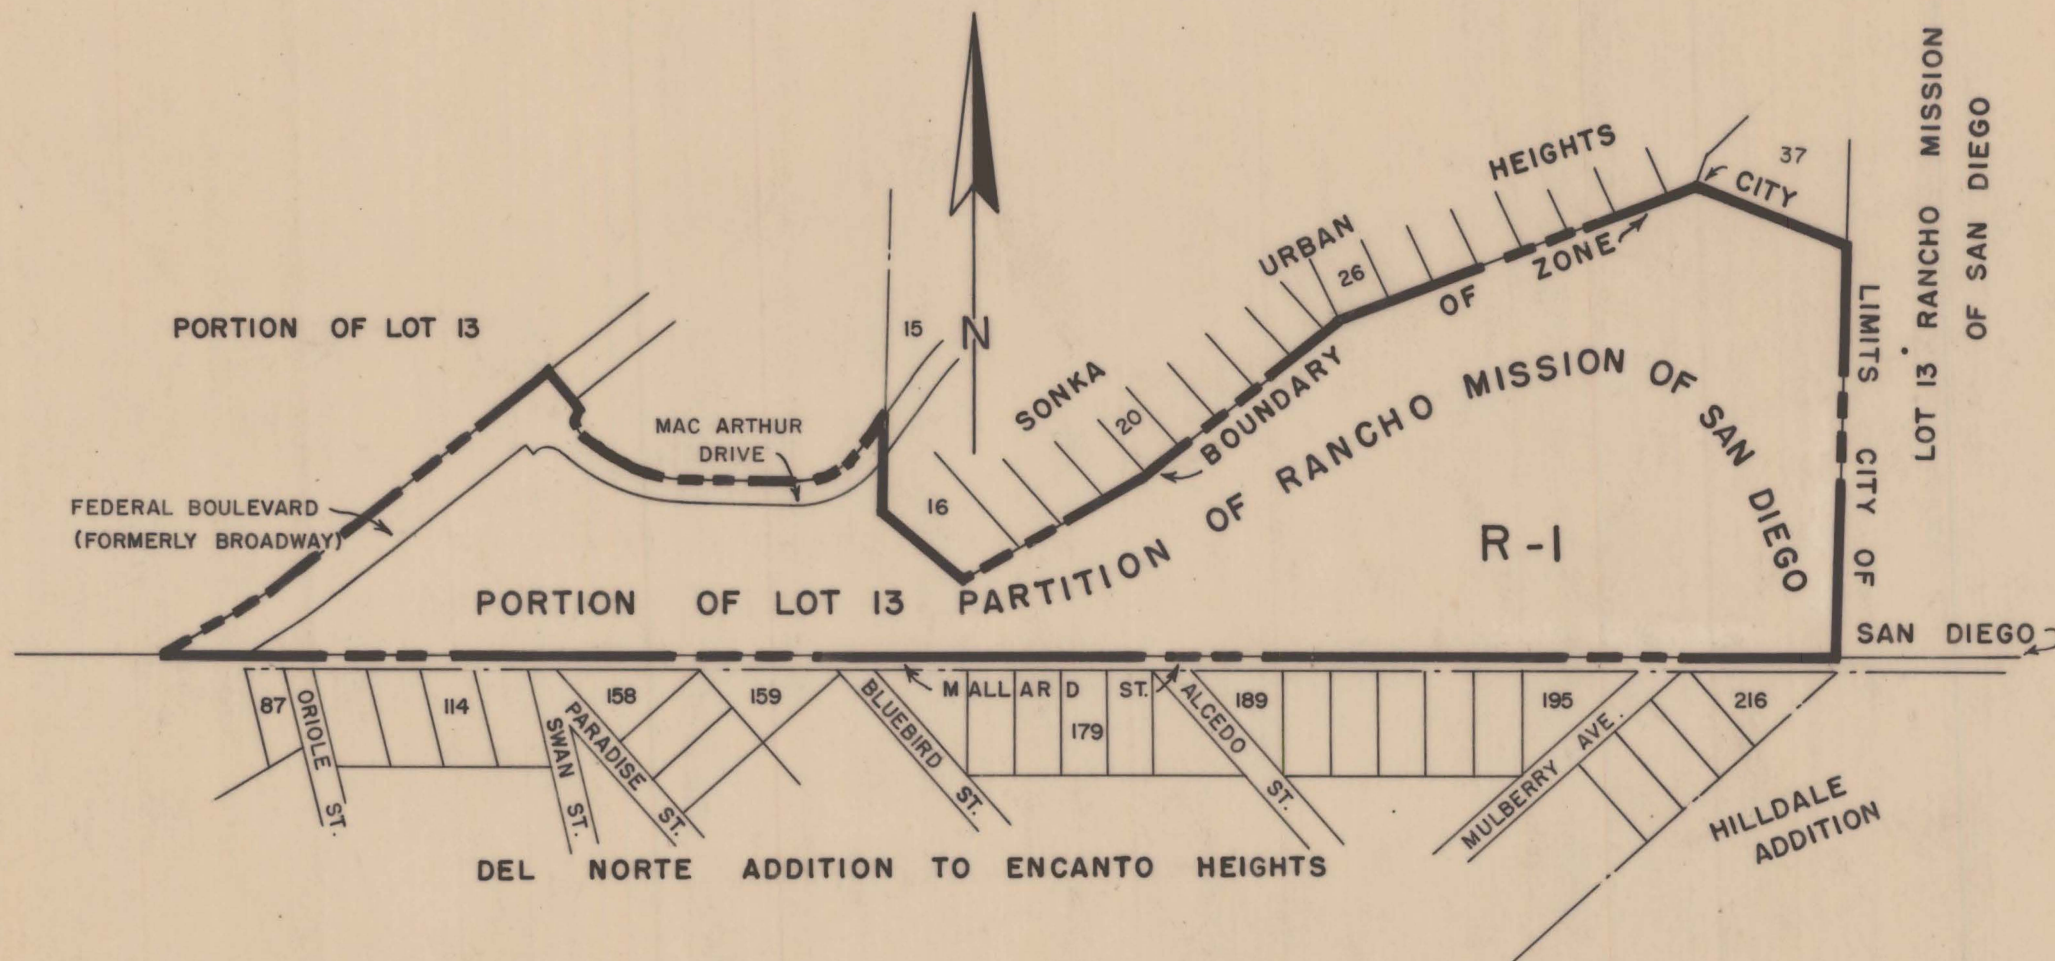 PORTION OF LOT 13
FEDERAL BOULEVARD
(FORMERLY BROADWAY)
MAC ARTHUR
DRIVE
15
N
16
SONKA
20
URBAN
26
HEIGHTS
37
BOUNDARY OF ZONE
CITY LIMITS CITY OF
SAN DIEGO
LOT 13 RANCHO MISSION
OF SAN DIEGO
R-1
PORTION OF LOT 13 PARTITION OF RANCHO MISSION OF SAN DIEGO
MALLARD ST.
87
ORIOLE ST.
114
SWAN ST.
158
PARADISE ST.
159
BLUEBIRD ST.
179
ALCEDO ST.
189
195
MULBERRY AVE.
216
HILLDALE
ADDITION
DEL NORTE ADDITION TO ENCANTO HEIGHTS